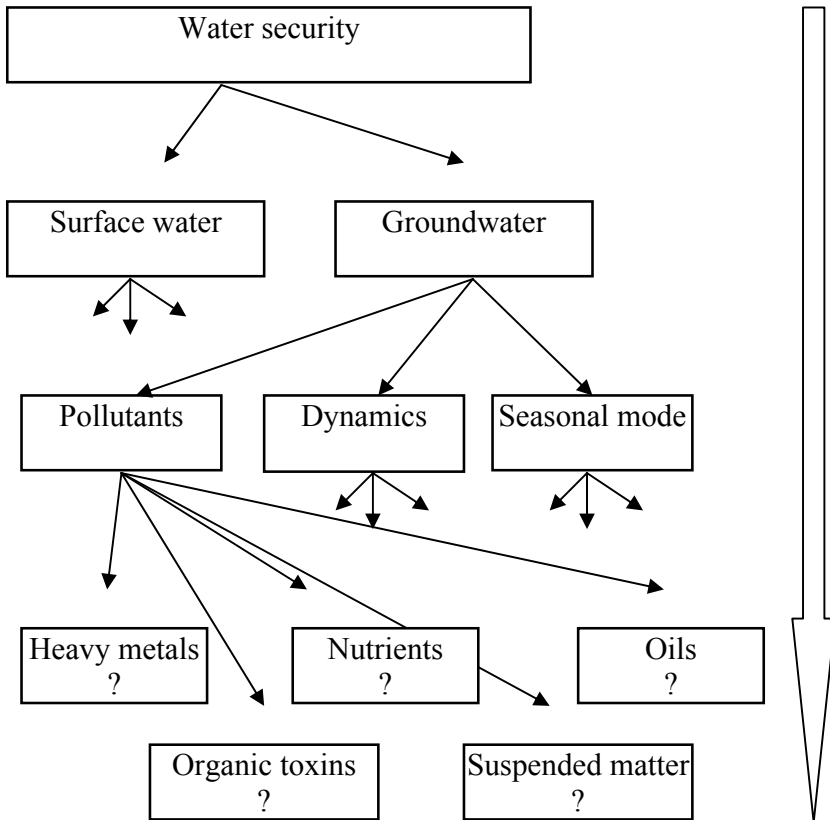 Water security
Surface water
Groundwater
Pollutants
Dynamics
Seasonal mode
Heavy metals
?
Nutrients
?
Oils
?
Organic toxins
?
Suspended matter
?